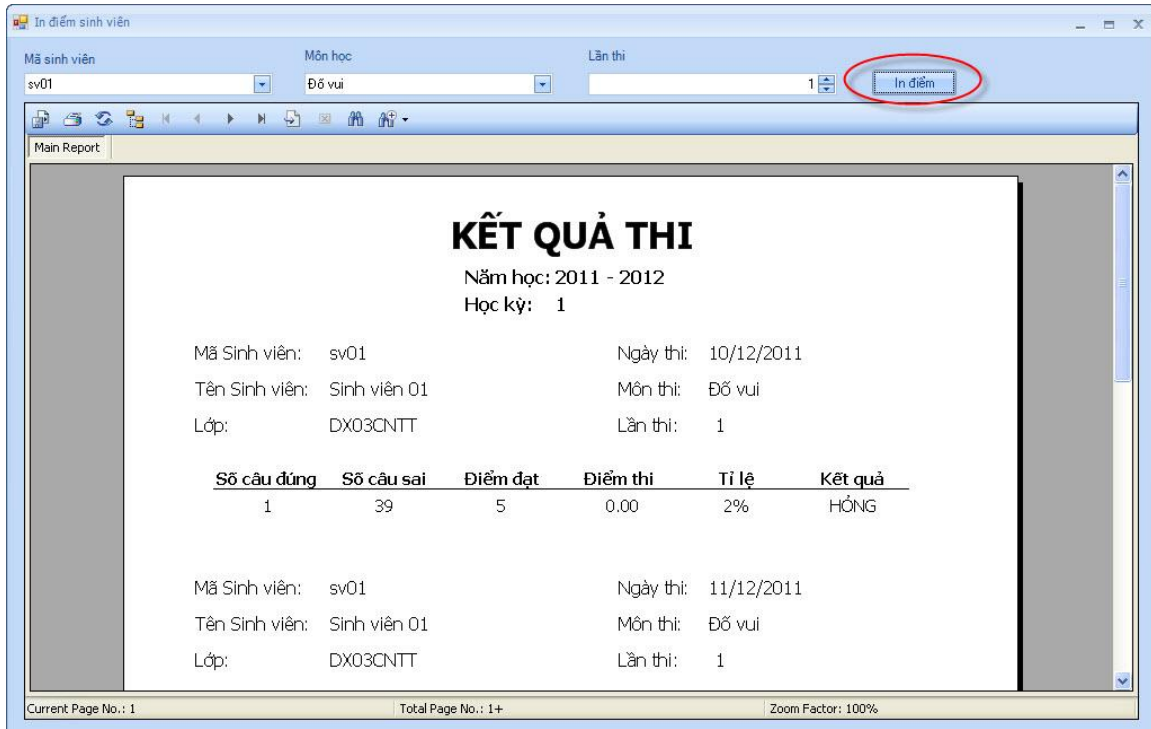 In điểm sinh viên
Mã sinh viên Môn học Lần thi
sv01 Đố vui 1 In điểm
Main Report
KẾT QUẢ THI
Năm học: 2011 - 2012
Học kỳ: 1
Mã Sinh viên: sv01 Ngày thi: 10/12/2011
Tên Sinh viên: Sinh viên 01 Môn thi: Đố vui
Lớp: DX03CNTT Lần thi: 1
Số câu đúng Số câu sai Điểm đạt Điểm thi Tỉ lệ Kết quả
1 39 5 0.00 2% HỎNG
Mã Sinh viên: sv01 Ngày thi: 11/12/2011
Tên Sinh viên: Sinh viên 01 Môn thi: Đố vui
Lớp: DX03CNTT Lần thi: 1
Current Page No.: 1 Total Page No.: 1+ Zoom Factor: 100%